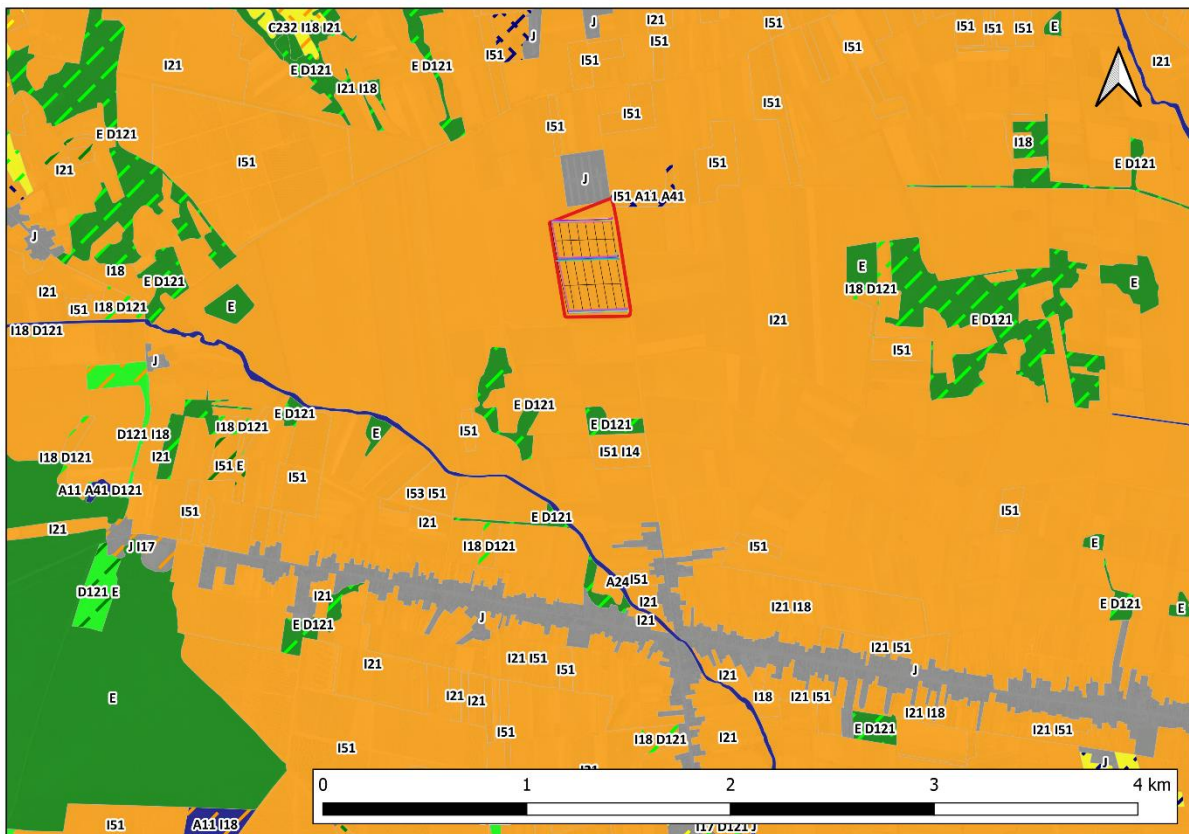 C232 I18 I21
J
I21
I51
E
I51
I51
I51
I51
I51
J
I51
I51
I51
I21
I21
E D121
E D121
I21 I18
I51
I51
E D121
I51
I51
I18
E D121
I21
I51
J
I51 A11 A41
J
I18
E D121
E
I18 D121
E D121
I21
I51
I18 D121
E
I21
I18 D121
I51
J
E D121
I18 D121
E D121
E
I51
E D121
I51 I14
D121 I18
I21
I18 D121
I51 E
I51
A11 A41 D121
I53 I51
I51
I51
I21
E D121
I21
J I17
I18 D121
I51
E
D121 E
A24
I51
I21
I21
I21
E D121
J
I21 I18
E D121
E
I21 I51
J
I21
I21 I51
I51
I21
I18
I21 I51
I21 I18
E
I21
I21
E D121
I21 I51
I51
I51
I18 D121
I21
J
I21
0 1 2 3 4 km
I51
A11 I18
I17 D121 J